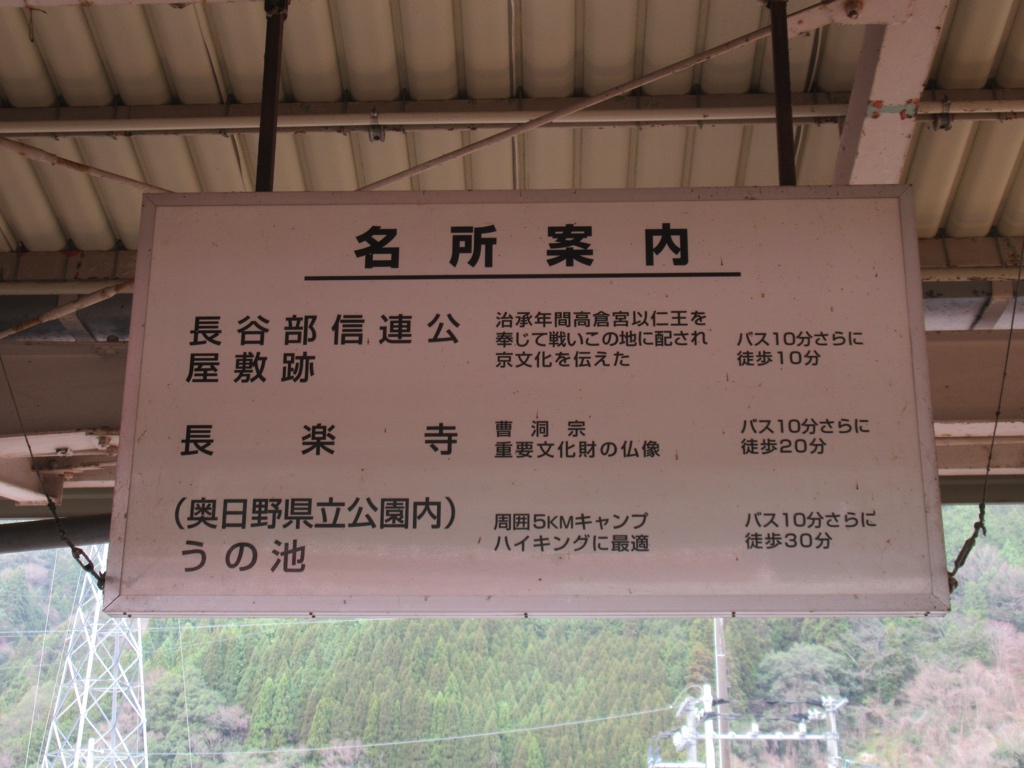 名所案内
長谷部信連公
屋敷跡
治承年間高倉宮以仁王を
奉じて戦いこの地に配され
京文化を伝えた
バス10分さらに
徒歩10分
長楽寺
曹洞宗
重要文化財の仏像
バス10分さらに
徒歩20分
(奥日野県立公園内)
うの池
周囲5KMキャンプ
ハイキングに最適
バス10分さらに
徒歩30分